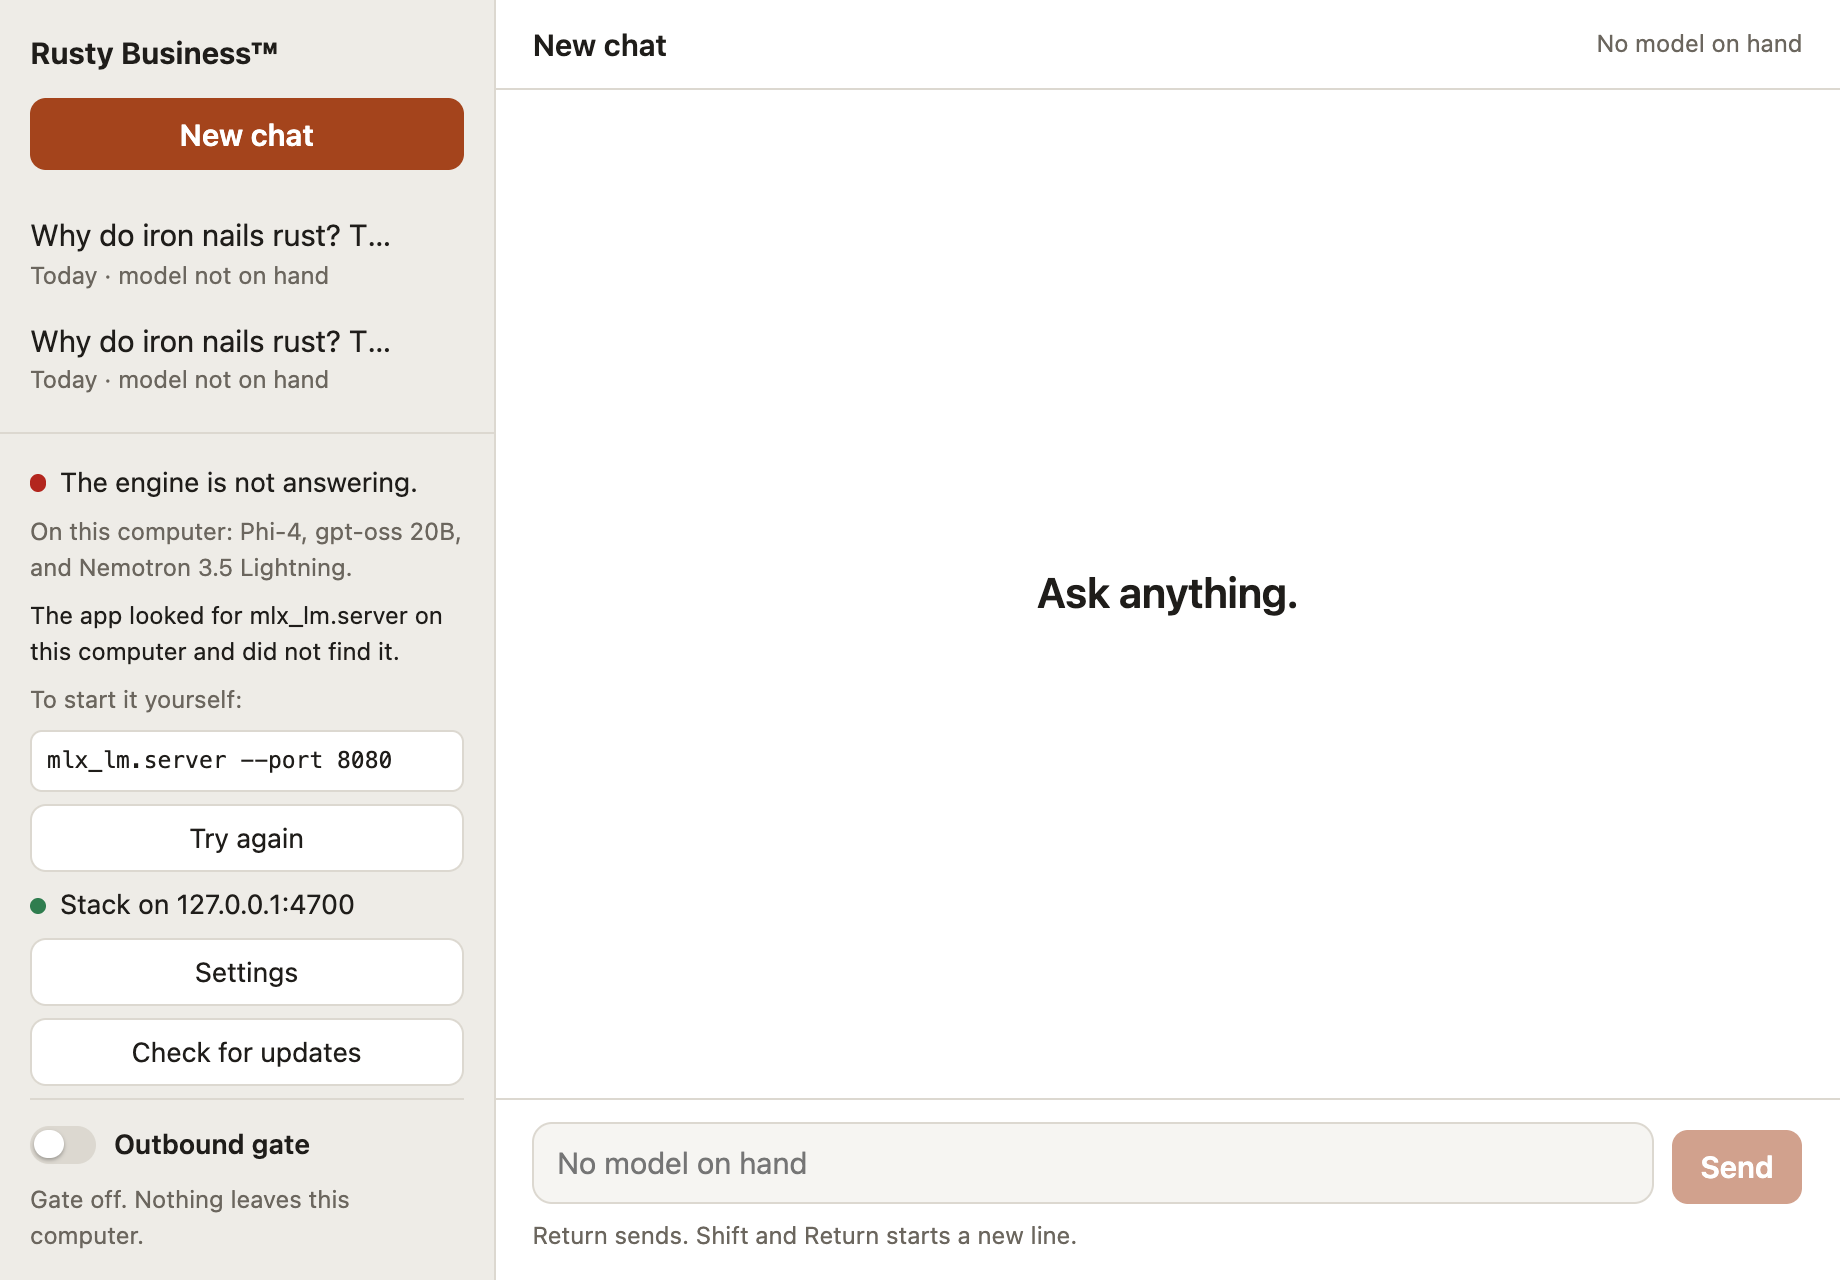 Rusty Business™
New chat
Why do iron nails rust? T...
Today · model not on hand
Why do iron nails rust? T...
Today · model not on hand
The engine is not answering.
On this computer: Phi-4, gpt-oss 20B,
and Nemotron 3.5 Lightning.
The app looked for mlx_lm.server on
this computer and did not find it.
To start it yourself:
mlx_lm.server --port 8080
Try again
Stack on 127.0.0.1:4700
Settings
Check for updates
Outbound gate
Gate off. Nothing leaves this
computer.
New chat
No model on hand
Ask anything.
No model on hand
Send
Return sends. Shift and Return starts a new line.